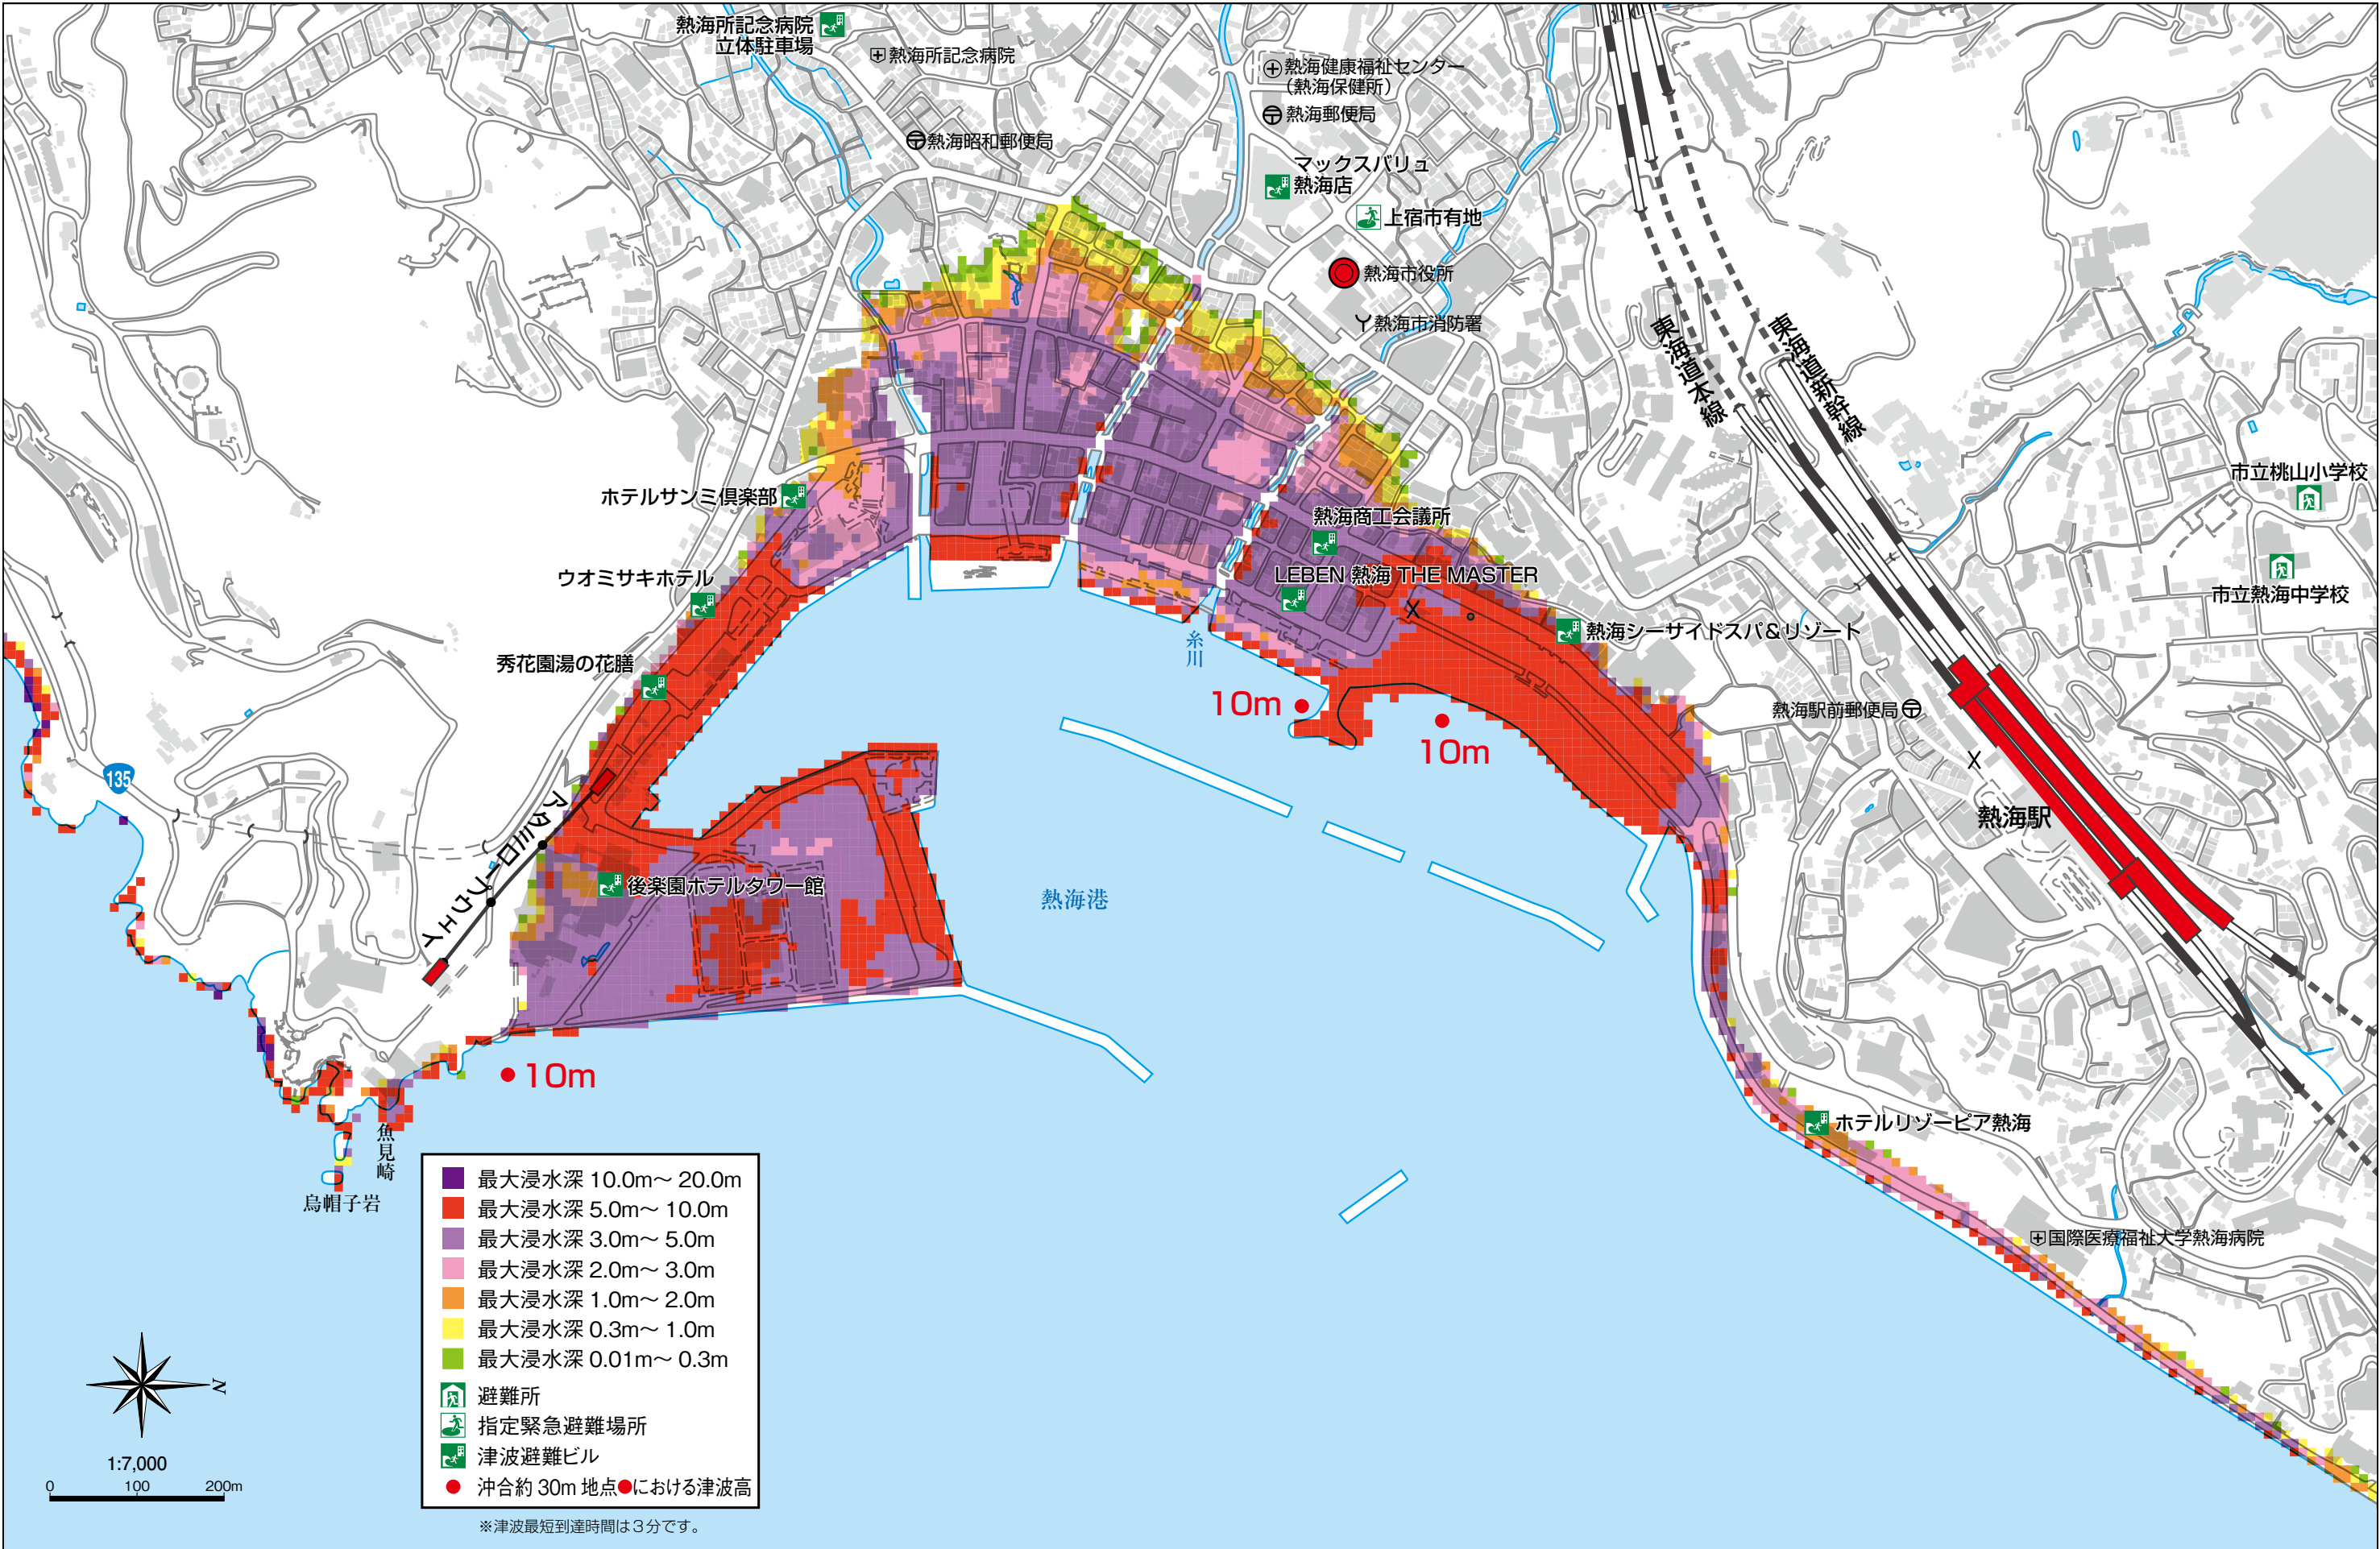 熱海所記念病院
立体駐車場
熱海所記念病院
熱海健康福祉センター
(熱海保健所)
熱海郵便局
熱海昭和郵便局
マックスバリュ
熱海店
上宿市有地
熱海市役所
熱海市消防署
東海道本線
東海道新幹線
市立桃山小学校
市立熱海中学校
ホテルサンミ倶楽部
熱海商工会議所
ウオミサキホテル
LEBEN 熱海 THE MASTER
熱海シーサイドスパ&リゾート
糸川
秀花園湯の花膳
10m
10m
熱海駅前郵便局
135
熱海駅
アタミロープウェイ
後楽園ホテルタワー館
熱海港
10m
魚見崎
烏帽子岩
ホテルリゾーピア熱海
国際医療福祉大学熱海病院
最大浸水深 10.0m〜 20.0m
最大浸水深 5.0m〜 10.0m
最大浸水深 3.0m〜 5.0m
最大浸水深 2.0m〜 3.0m
最大浸水深 1.0m〜 2.0m
最大浸水深 0.3m〜 1.0m
最大浸水深 0.01m〜 0.3m
避難所
指定緊急避難場所
津波避難ビル
沖合約 30m 地点●における津波高
※津波最短到達時間は3分です。
N
1:7,000
0 100 200m